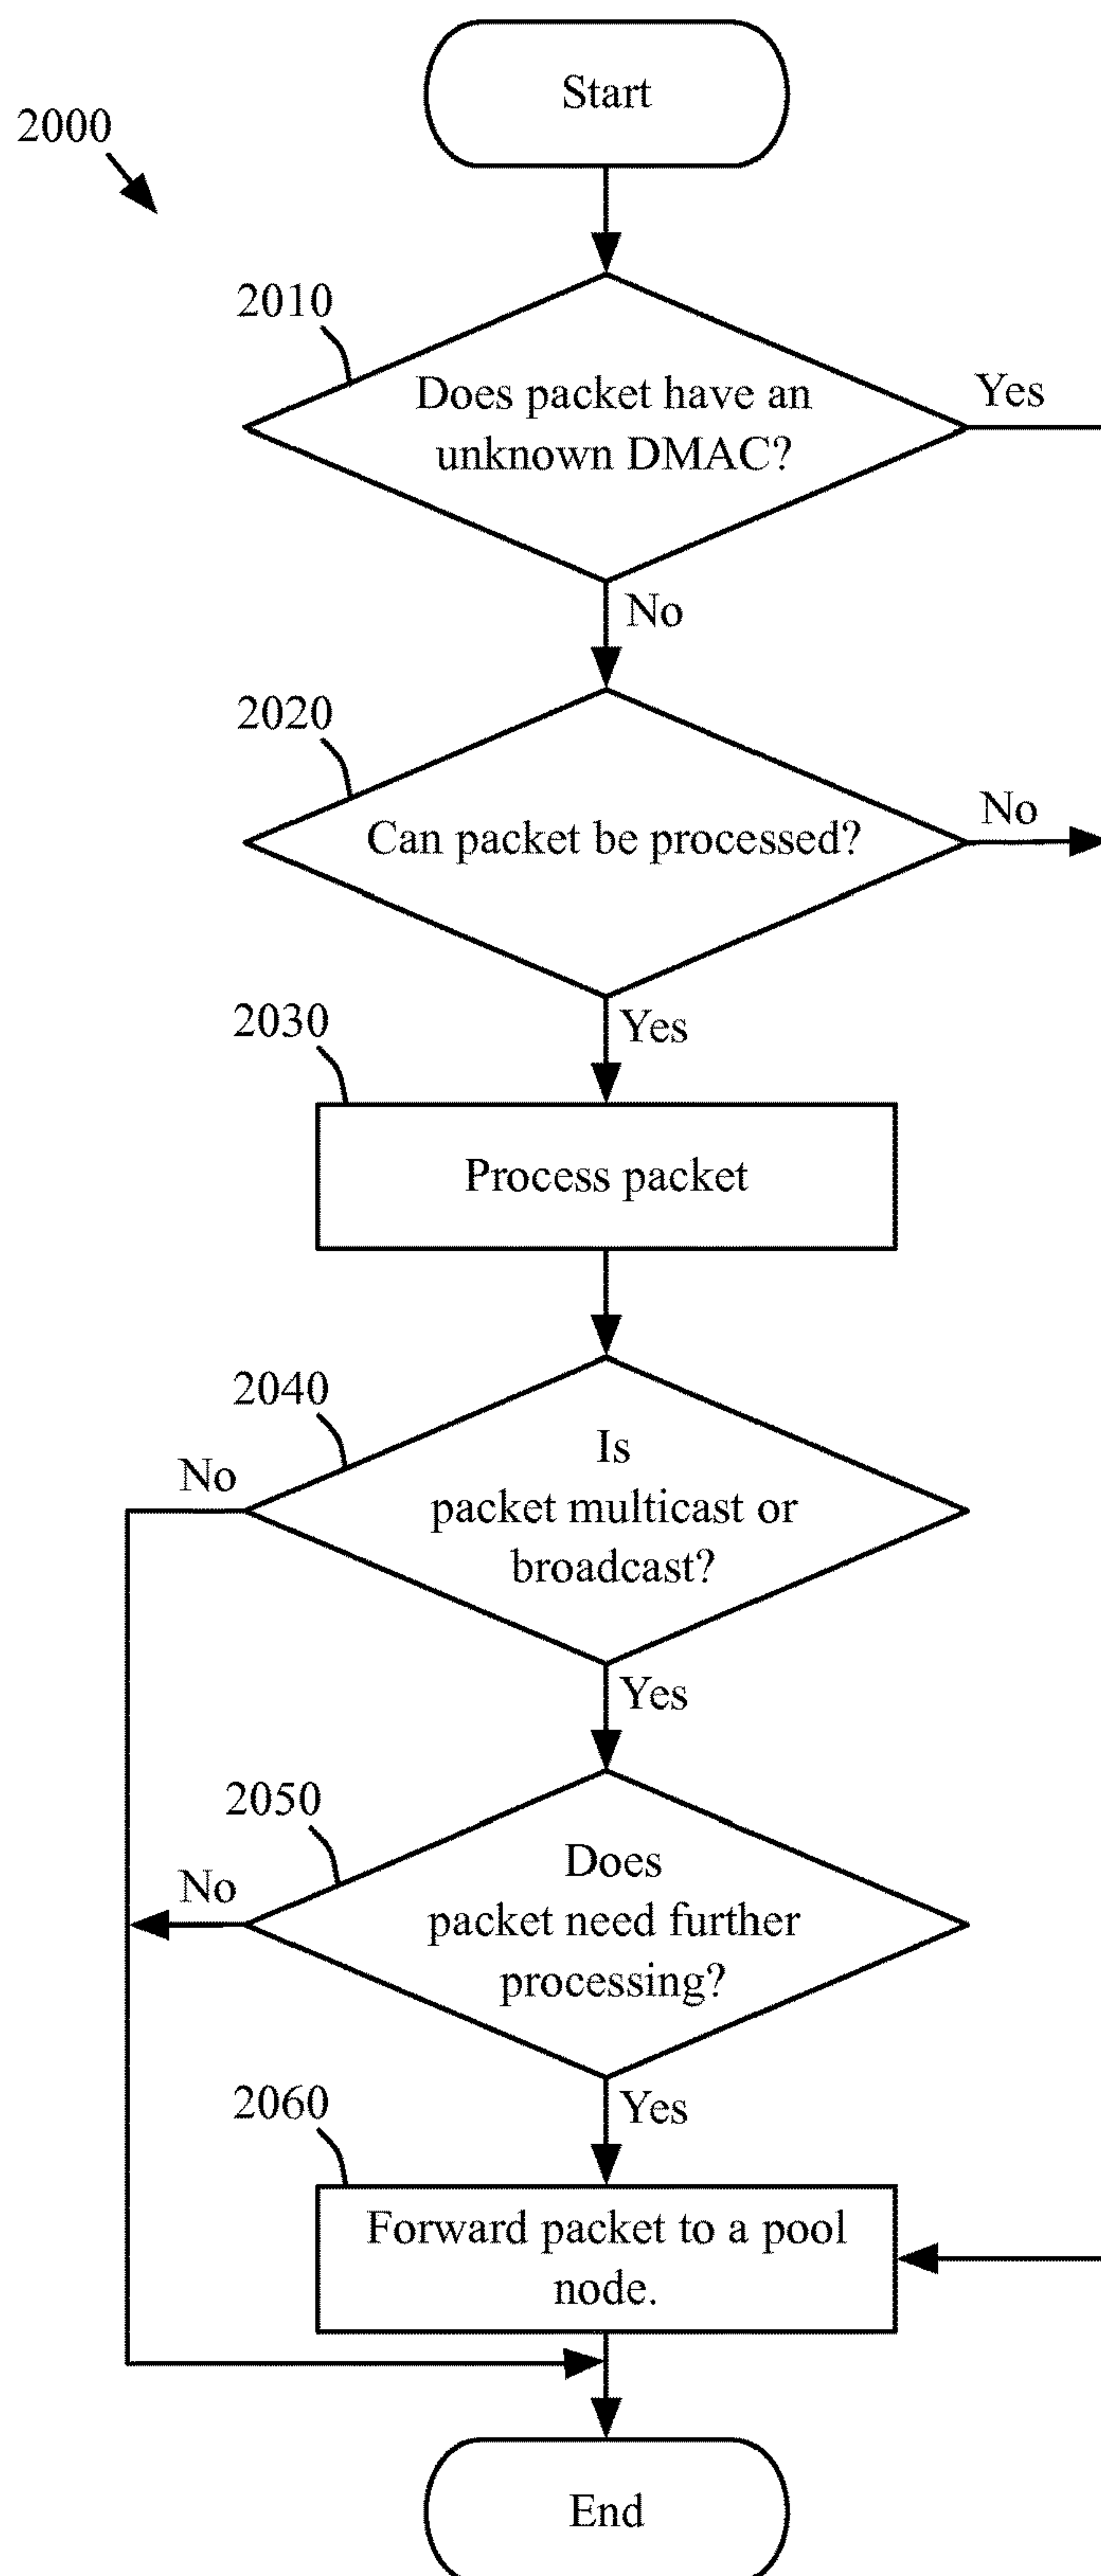 Start
2000
2010
Does packet have an
unknown DMAC?
Yes
No
2020
Can packet be processed?
No
Yes
2030
Process packet
2040
Is
packet multicast or
broadcast?
No
Yes
2050
Does
packet need further
processing?
No
Yes
2060
Forward packet to a pool
node.
End